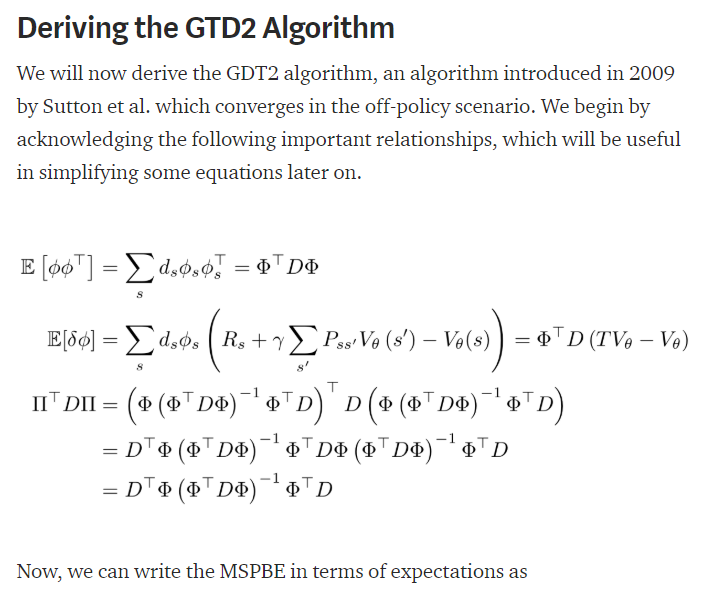 Deriving the GTD2 Algorithm
We will now derive the GDT2 algorithm, an algorithm introduced in 2009
by Sutton et al. which converges in the off-policy scenario. We begin by
acknowledging the following important relationships, which will be useful
in simplifying some equations later on.
𝔼 [ϕϕ^⊤] = ∑_s d_s ϕ_s ϕ_s^⊤ = Φ^⊤ DΦ
𝔼[δϕ] = ∑_s d_s ϕ_s (R_s + γ ∑_{s′} P_{ss′} V_θ (s′) − V_θ(s)) = Φ^⊤ D (TV_θ − V_θ)
Π^⊤ DΠ = (Φ (Φ^⊤ DΦ)^{−1} Φ^⊤ D)^⊤ D (Φ (Φ^⊤ DΦ)^{−1} Φ^⊤ D)
= D^⊤ Φ (Φ^⊤ DΦ)^{−1} Φ^⊤ DΦ (Φ^⊤ DΦ)^{−1} Φ^⊤ D
= D^⊤ Φ (Φ^⊤ DΦ)^{−1} Φ^⊤ D
Now, we can write the MSPBE in terms of expectations as